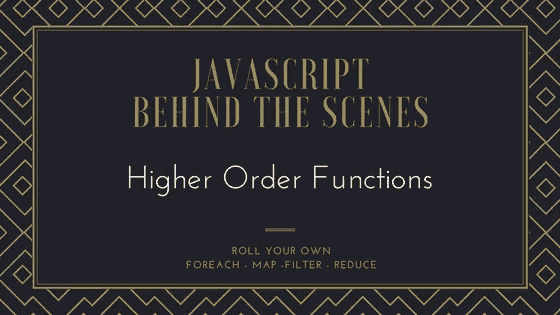 JAVASCRIPT
BEHIND THE SCENES
Higher Order Functions
ROLL YOUR OWN
FOREACH - MAP -FILTER - REDUCE